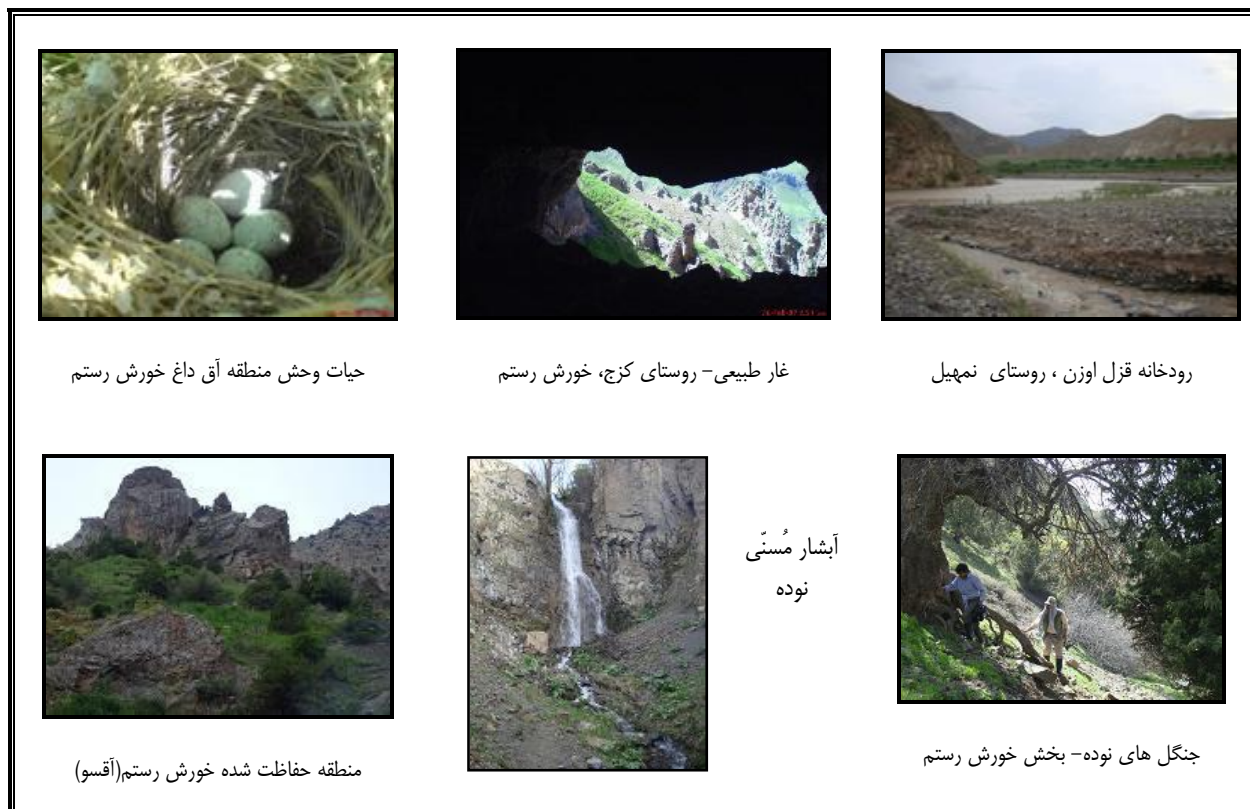 رودخانه قزل اوزن ، روستای نمهیل
غار طبیعی- روستای کزج، خورش رستم
حیات وحش منطقه آق داغ خورش رستم
آبشار مُسنّی
نوده
جنگل های نوده- بخش خورش رستم
منطقه حفاظت شده خورش رستم(آقسو)